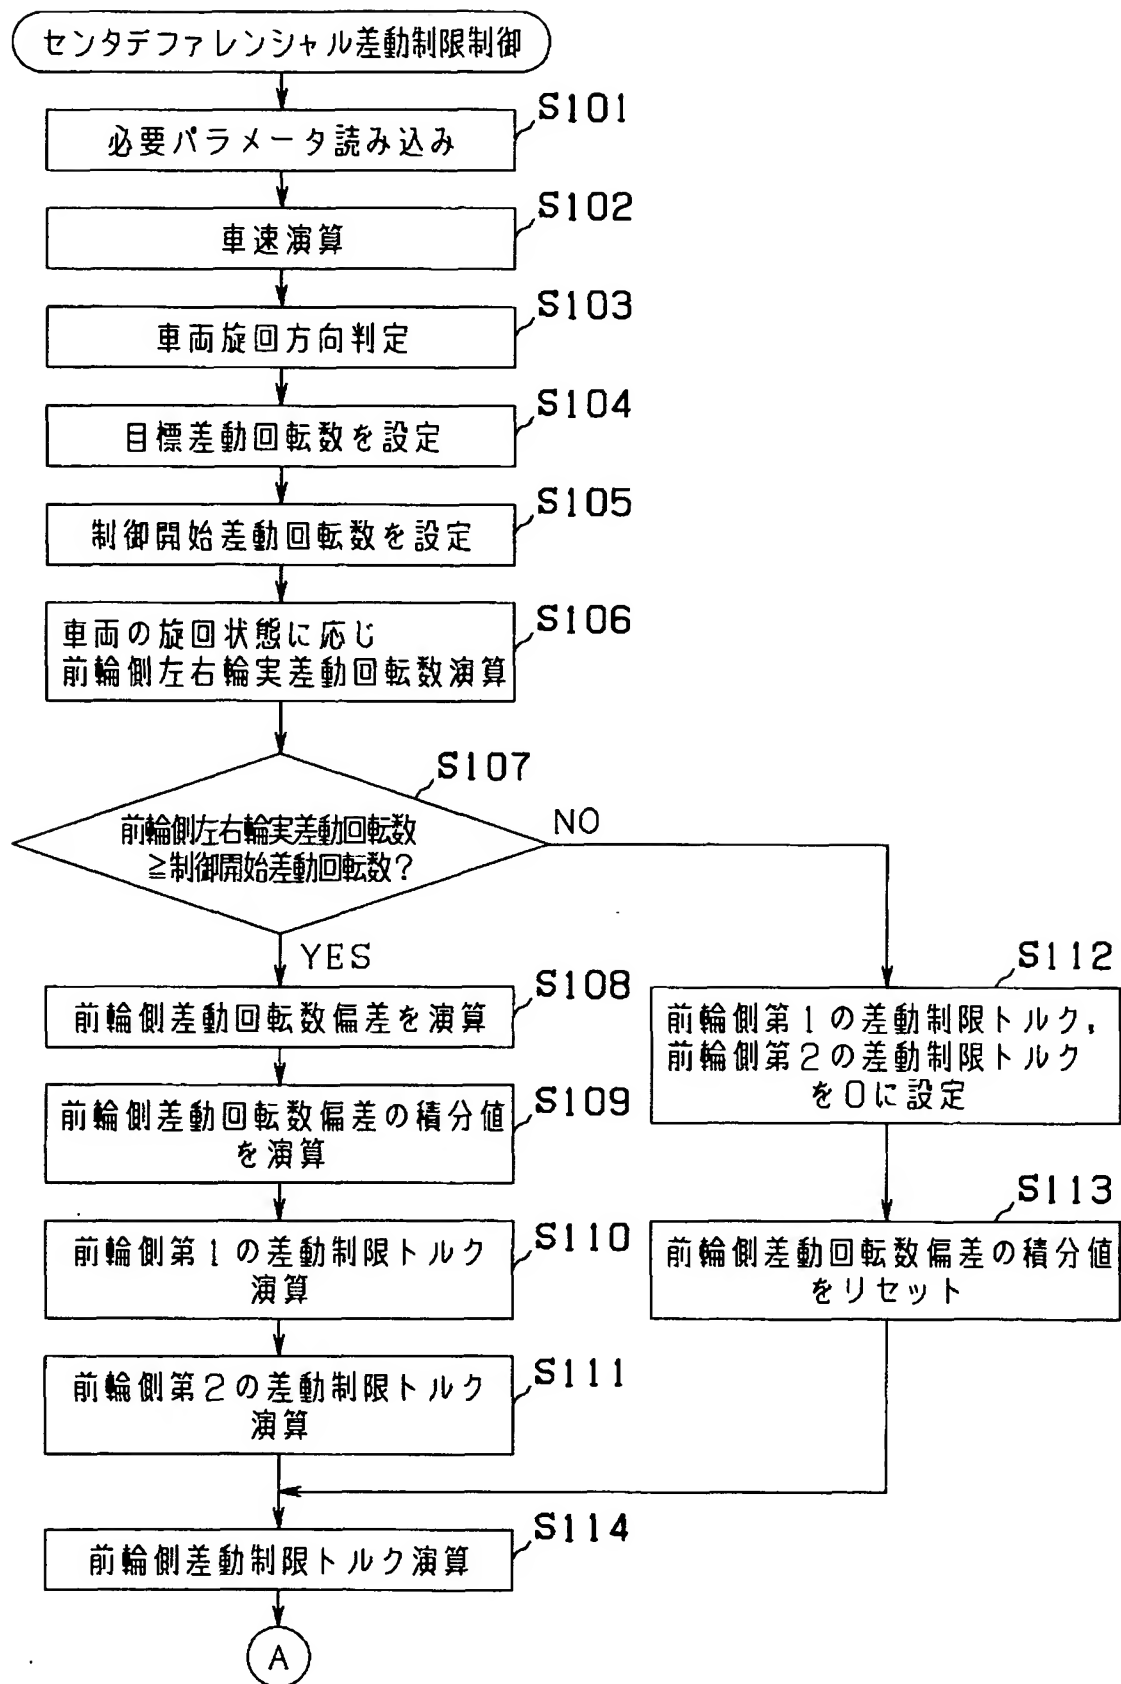 センタデファレンシャル差動制限制御
S101
必要パラメータ読み込み
S102
車速演算
S103
車両旋回方向判定
S104
目標差動回転数を設定
S105
制御開始差動回転数を設定
S106
車両の旋回状態に応じ
前輪側左右輪実差動回転数演算
S107
前輪側左右輪実差動回転数
≧制御開始差動回転数?
NO
YES
S108
前輪側差動回転数偏差を演算
S109
前輪側差動回転数偏差の積分値
を演算
S110
前輪側第1の差動制限トルク
演算
S111
前輪側第2の差動制限トルク
演算
S112
前輪側第1の差動制限トルク,
前輪側第2の差動制限トルク
を0に設定
S113
前輪側差動回転数偏差の積分値
をリセット
S114
前輪側差動制限トルク演算
A